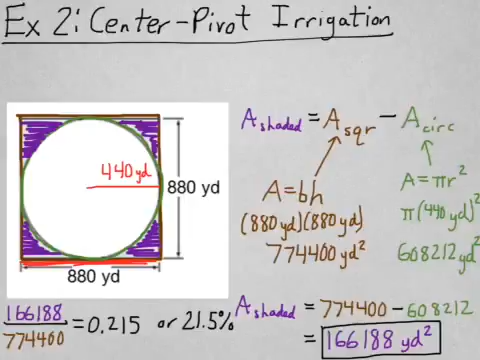 Ex 2: Center-Pivot Irrigation
440 yd
880 yd
880 yd
A shaded = A sqr - A circ
A = bh
(880 yd)(880 yd)
774400 yd²
A = πr²
π(440 yd)²
608212 yd²
166188/774400 = 0.215 or 21.5%
A shaded = 774400 - 608212
= 166188 yd²